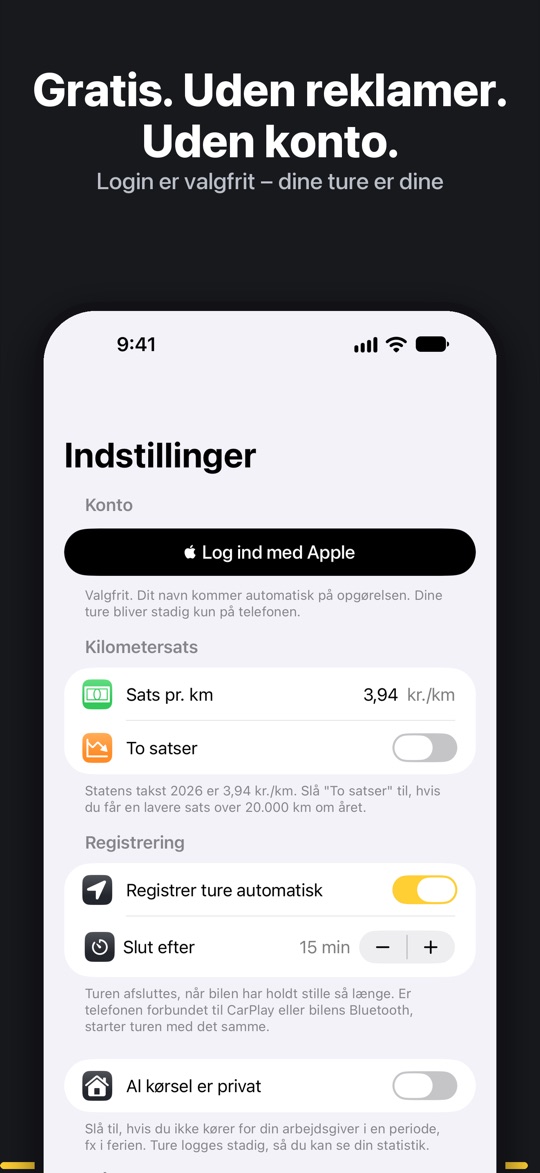 Gratis. Uden reklamer.
Uden konto.
Login er valgfrit – dine ture er dine
9:41
Indstillinger
Konto
Log ind med Apple
Valgfrit. Dit navn kommer automatisk på opgørelsen. Dine
ture bliver stadig kun på telefonen.
Kilometersats
Sats pr. km 3,94 kr./km
To satser
Statens takst 2026 er 3,94 kr./km. Slå "To satser" til, hvis
du får en lavere sats over 20.000 km om året.
Registrering
Registrer ture automatisk
Slut efter 15 min − +
Turen afsluttes, når bilen har holdt stille så længe. Er
telefonen forbundet til CarPlay eller bilens Bluetooth,
starter turen med det samme.
Al kørsel er privat
Slå til, hvis du ikke kører for din arbejdsgiver i en periode,
fx i ferien. Ture logges stadig, så du kan se din statistik.